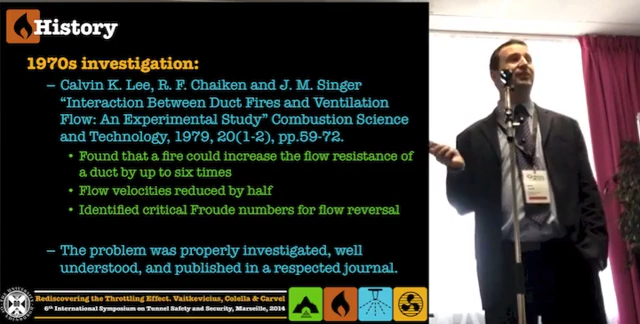 History
1970s investigation:
– Calvin K. Lee, R. F. Chaiken and J. M. Singer
“Interaction Between Duct Fires and Ventilation
Flow: An Experimental Study” Combustion Science
and Technology, 1979, 20(1-2), pp.59-72.
• Found that a fire could increase the flow resistance of
a duct by up to six times
• Flow velocities reduced by half
• Identified critical Froude numbers for flow reversal
– The problem was properly investigated, well
understood, and published in a respected journal.
Rediscovering the Throttling Effect. Vaitkevicius, Colella & Carvel
6th International Symposium on Tunnel Safety and Security, Marseille, 2014